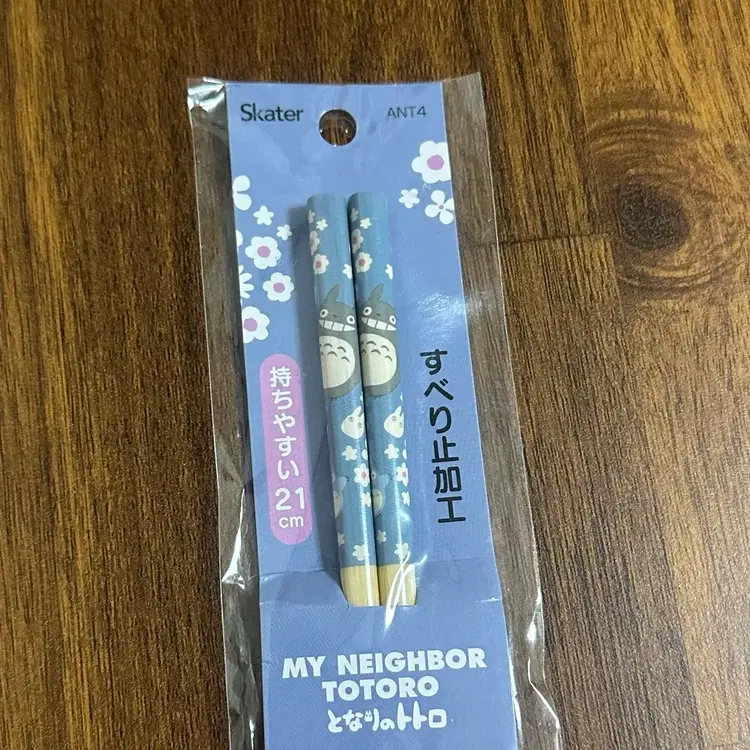 Skater
ANT4
持ちやすい
21
cm
すべり止加工
MY NEIGHBOR
TOTORO
となりのトトロ